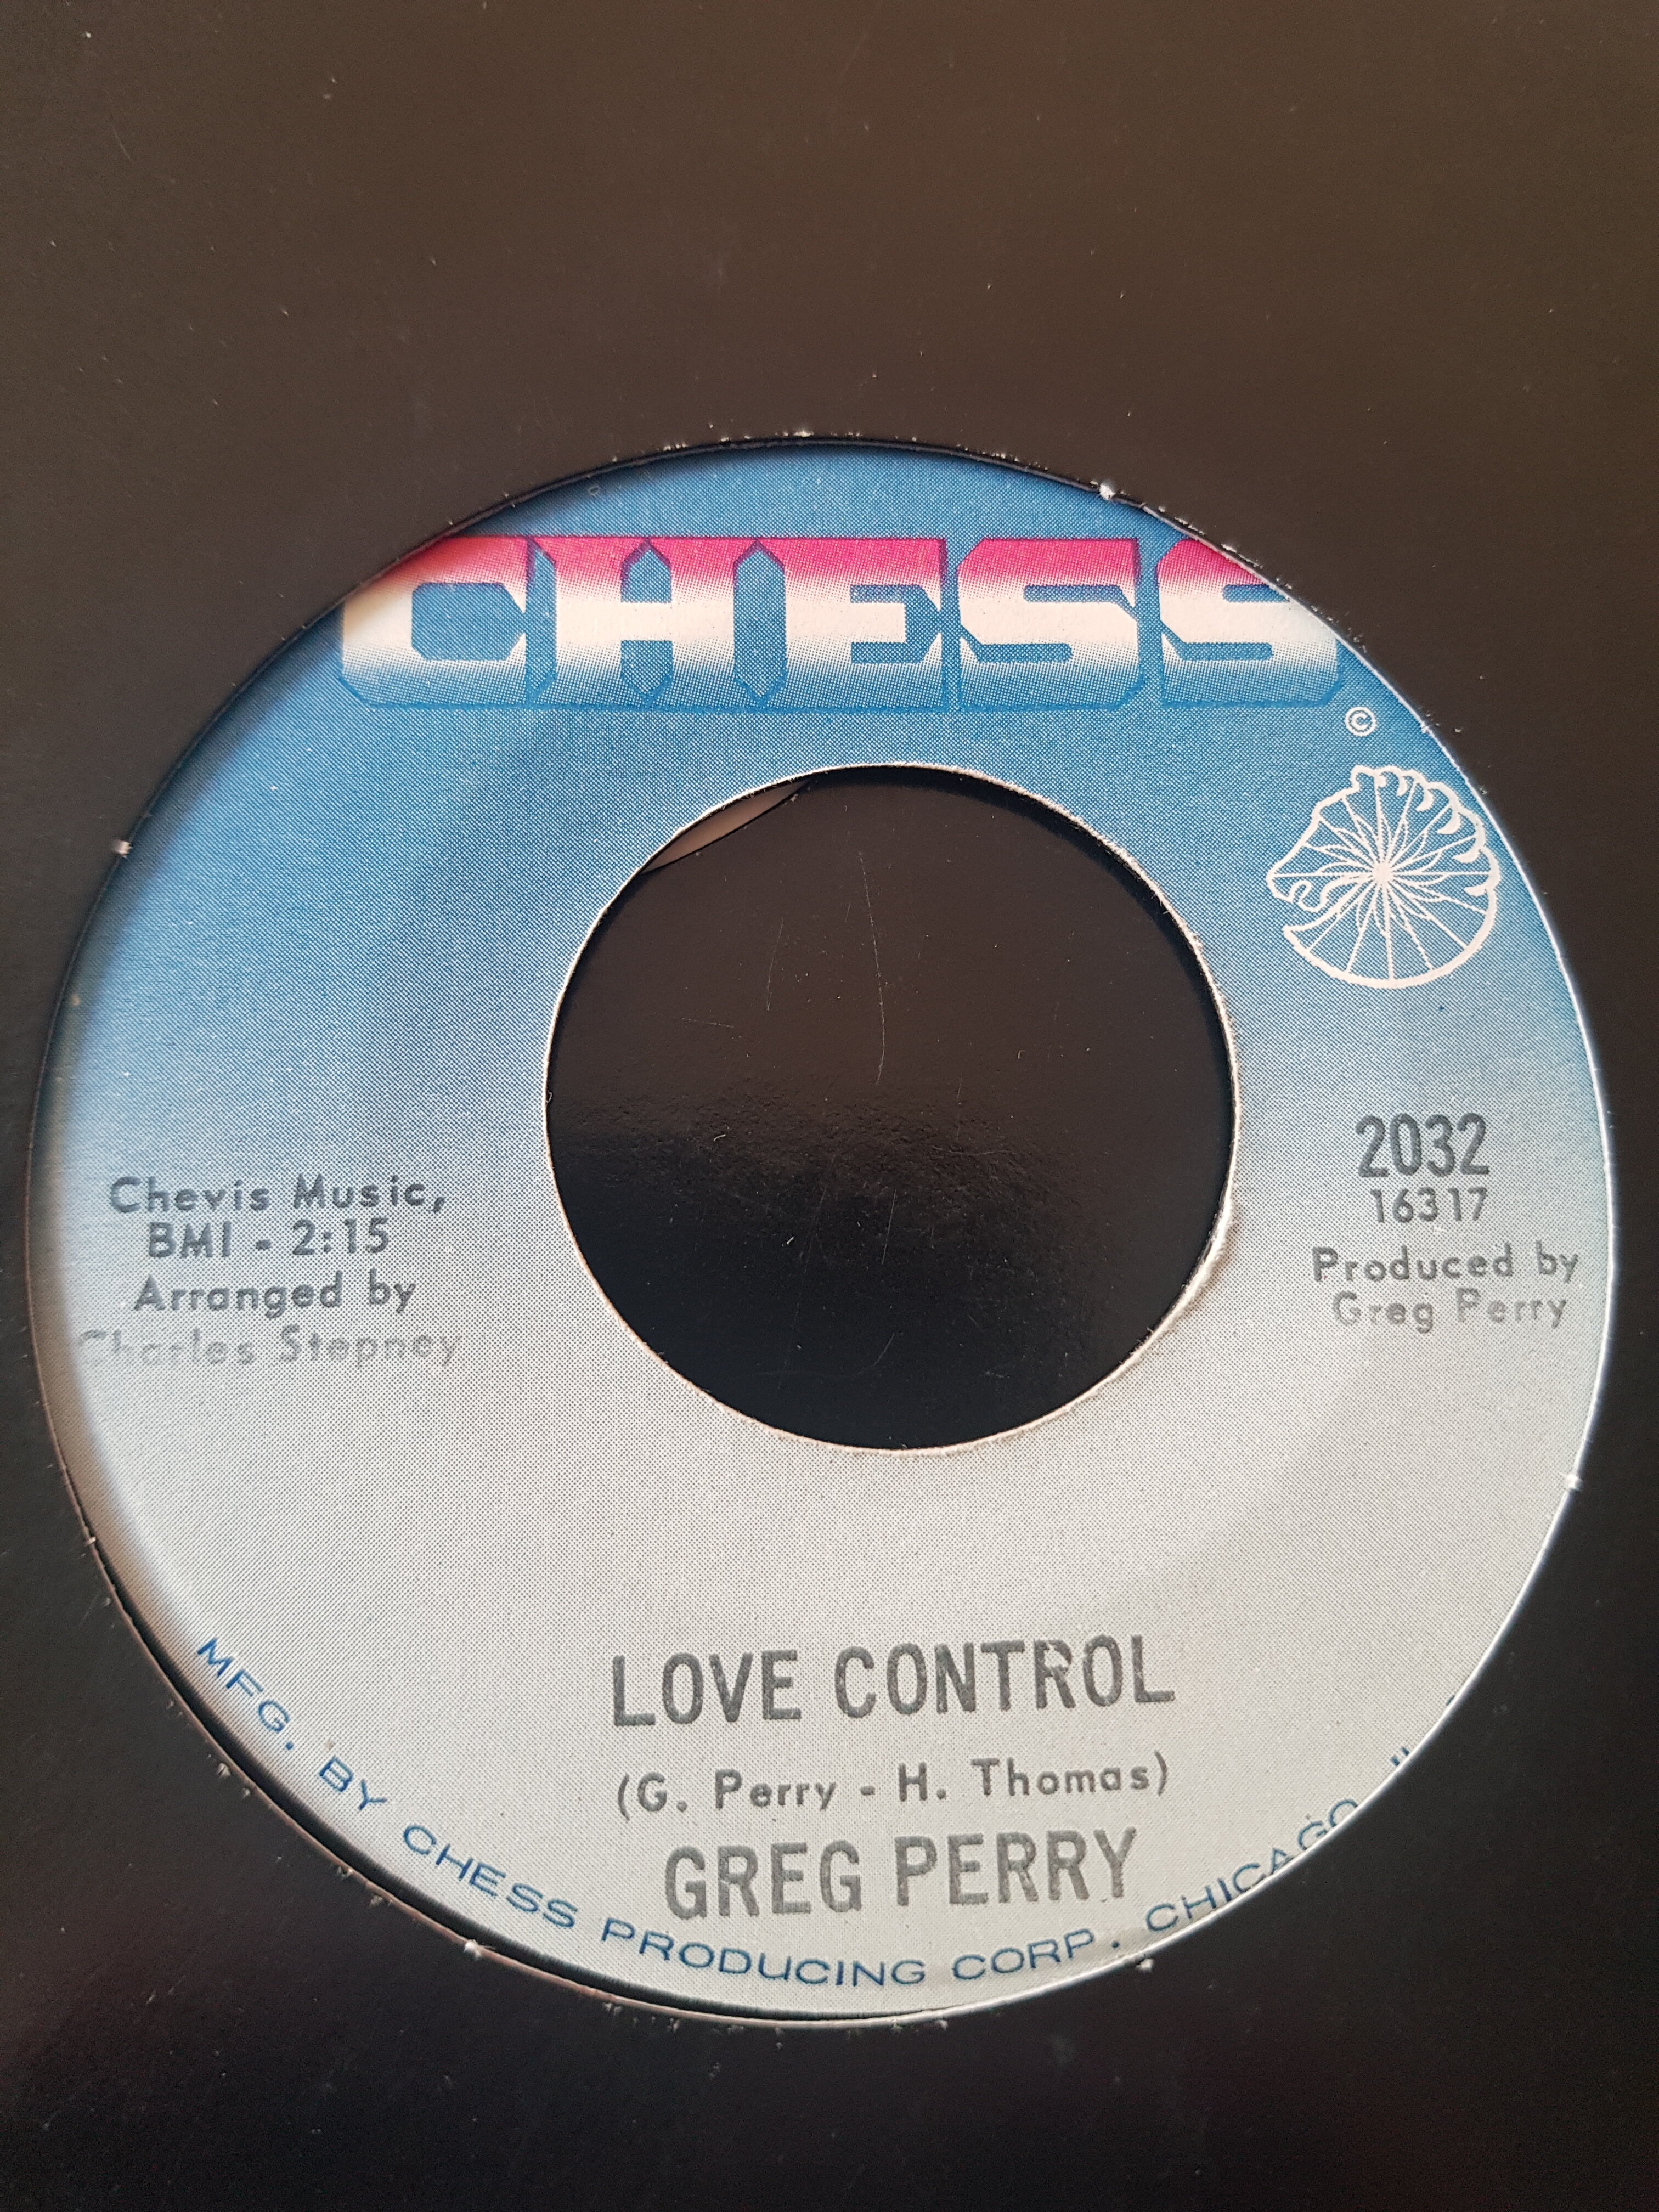 CHESS
©
Chevis Music,
BMI - 2:15
Arranged by
Charles Stepney
2032
16317
Produced by
Greg Perry
LOVE CONTROL
(G. Perry - H. Thomas)
GREG PERRY
MFG. BY CHESS PRODUCING CORP. CHICAGO